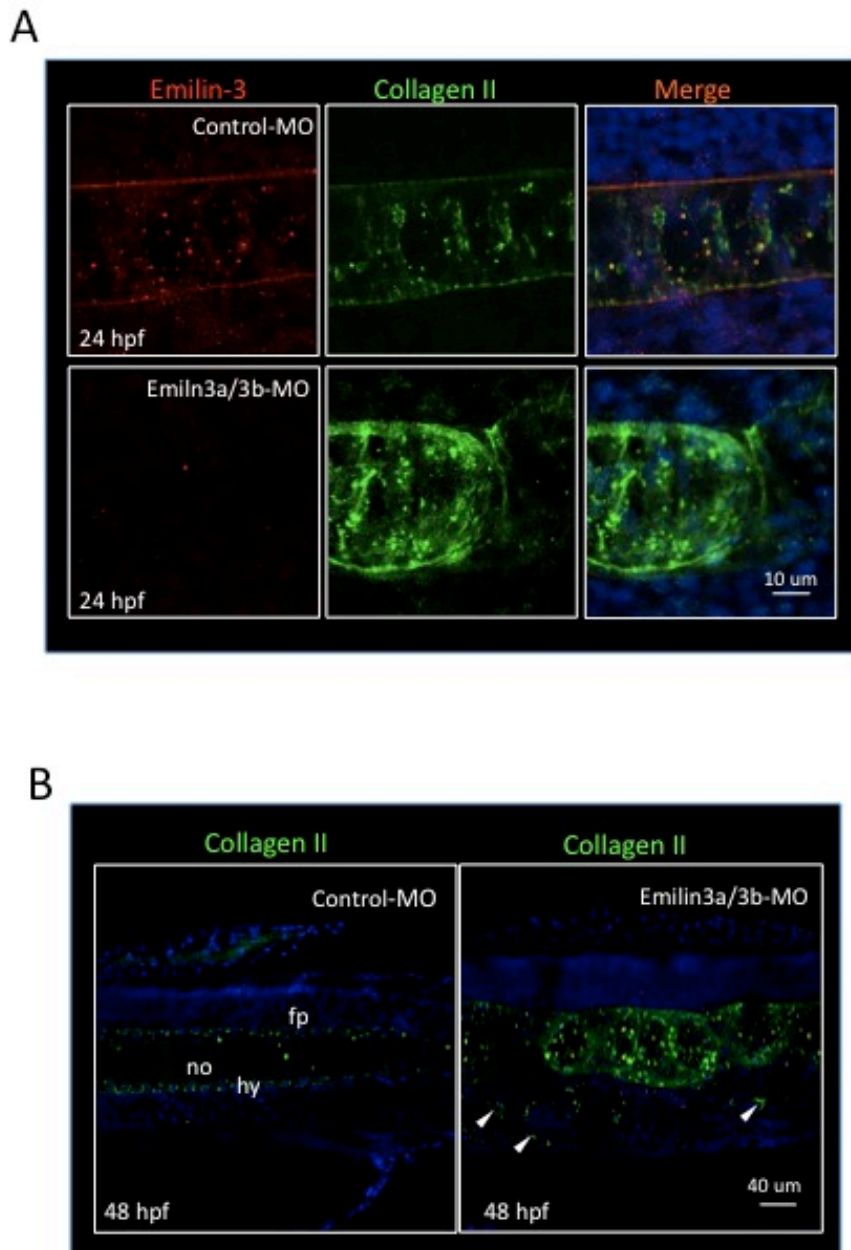 A
Emilin-3 Collagen II Merge
Control-MO
24 hpf
Emiln3a/3b-MO
24 hpf
10 um
B
Collagen II Collagen II
Control-MO Emilin3a/3b-MO
fp
no
hy
40 um
48 hpf 48 hpf